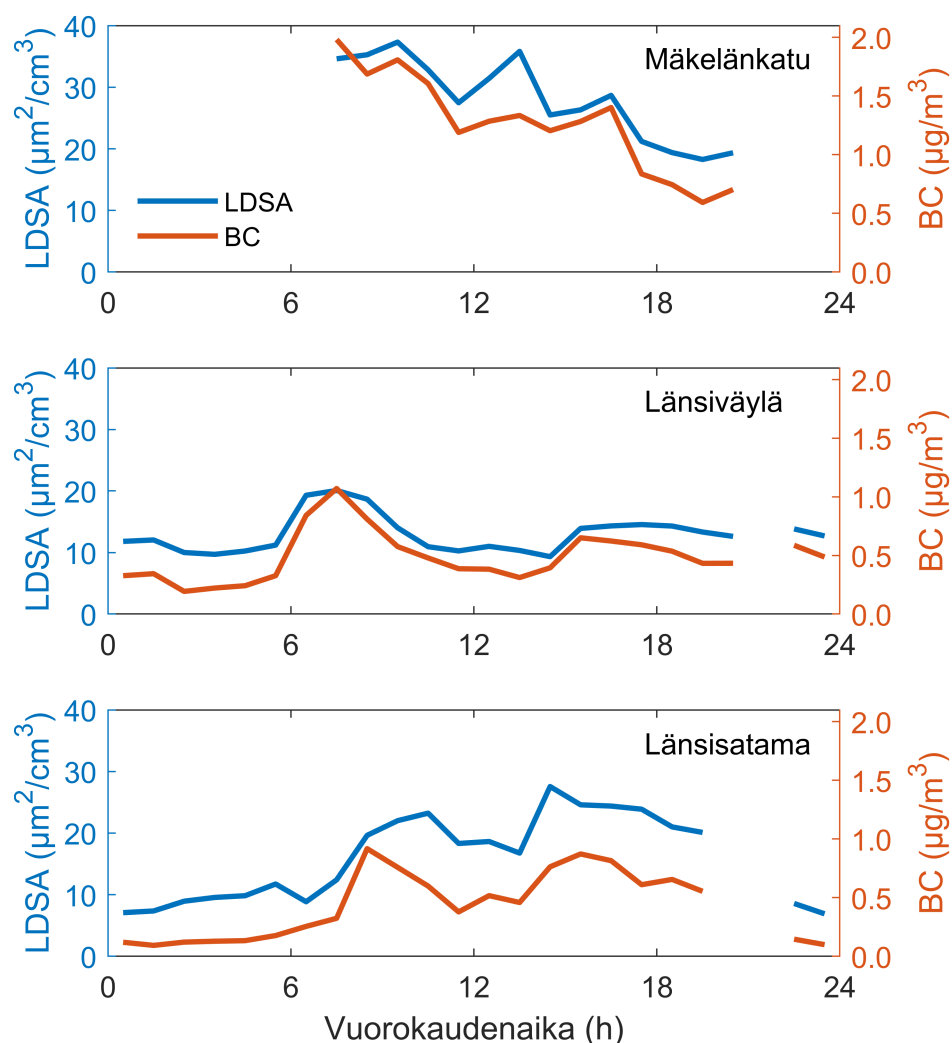 40
30
20
10
0
LDSA (µm²/cm³)
2.0
1.5
1.0
0.5
0.0
BC (µg/m³)
Mäkelänkatu
LDSA
BC
0 6 12 18 24
40
30
20
10
0
LDSA (µm²/cm³)
2.0
1.5
1.0
0.5
0.0
BC (µg/m³)
Länsiväylä
0 6 12 18 24
40
30
20
10
0
LDSA (µm²/cm³)
2.0
1.5
1.0
0.5
0.0
BC (µg/m³)
Länsisatama
0 6 12 18 24
Vuorokaudenaika (h)